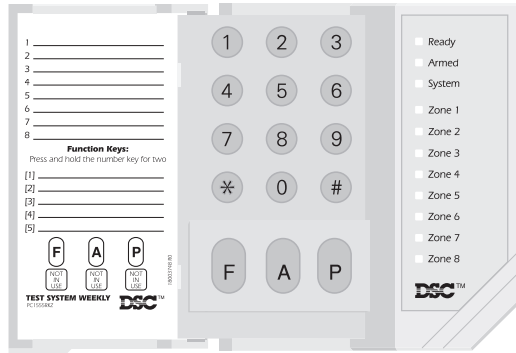 1
2
3
4
5
6
7
8
Function Keys:
Press and hold the number key for two
[1]
[2]
[3]
[4]
[5]
F A P
NOT IN USE NOT IN USE NOT IN USE
TEST SYSTEM WEEKLY
PC1555RKZ
DSC™
1 2 3
4 5 6
7 8 9
* 0 #
F A P
Ready
Armed
System
Zone 1
Zone 2
Zone 3
Zone 4
Zone 5
Zone 6
Zone 7
Zone 8
DSC™